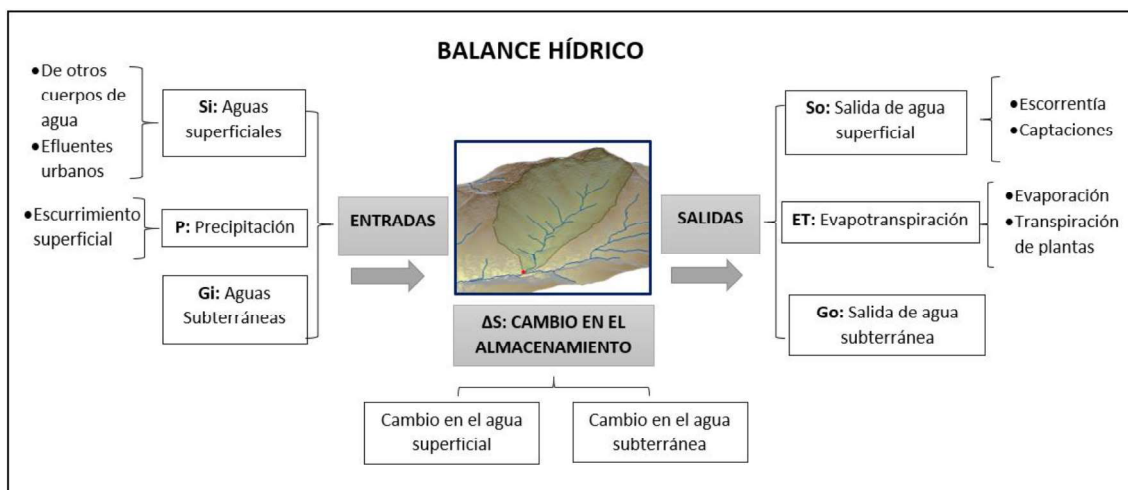 BALANCE HÍDRICO
•De otros
cuerpos de
agua
•Efluentes
urbanos
Si: Aguas
superficiales
•Escurrimiento
superficial
P: Precipitación
Gi: Aguas
Subterráneas
ENTRADAS
ΔS: CAMBIO EN EL
ALMACENAMIENTO
Cambio en el agua
superficial
Cambio en el agua
subterránea
SALIDAS
So: Salida de agua
superficial
•Escorrentía
•Captaciones
ET: Evapotranspiración
•Evaporación
•Transpiración
de plantas
Go: Salida de agua
subterránea